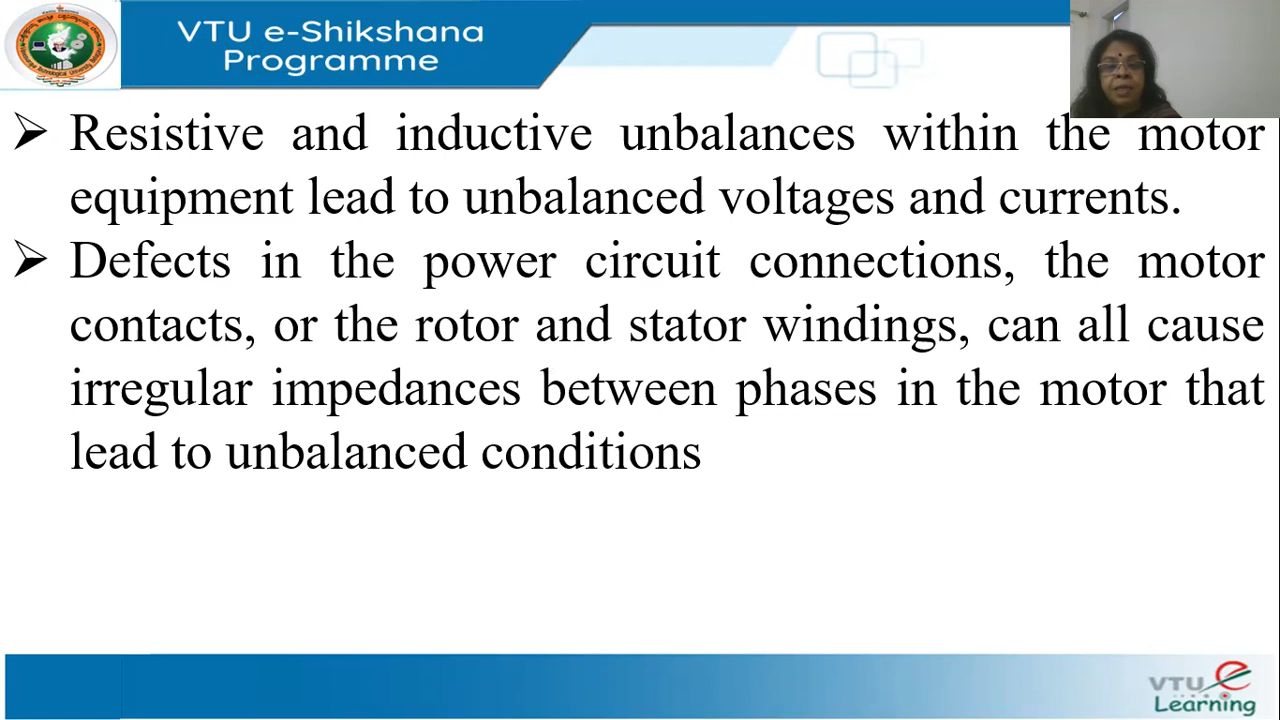 VTU e-Shikshana
Programme
➢ Resistive and inductive unbalances within the motor
equipment lead to unbalanced voltages and currents.
➢ Defects in the power circuit connections, the motor
contacts, or the rotor and stator windings, can all cause
irregular impedances between phases in the motor that
lead to unbalanced conditions
VTU e
Learning